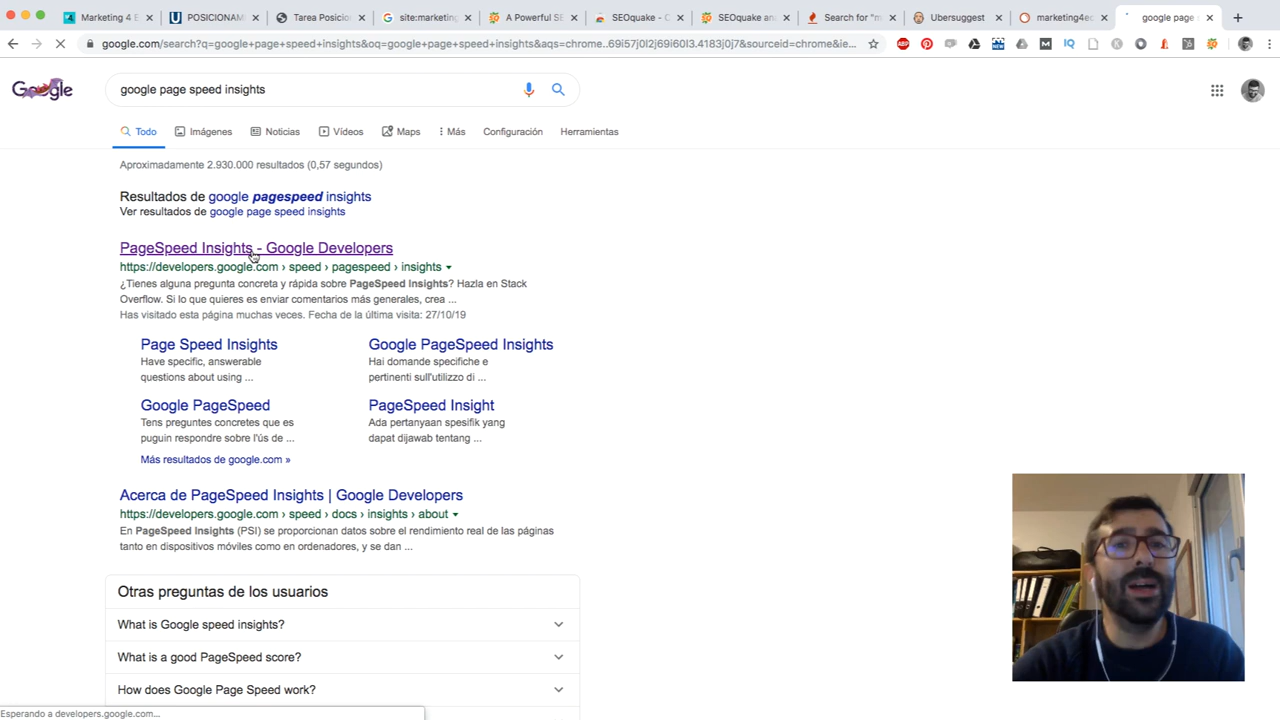 Marketing 4 E
POSICIONAM
Tarea Posicion
site:marketing
A Powerful SE
SEOquake - C
SEOquake and
Search for "m
Ubersuggest
marketing4ec
google page s
google.com/search?q=google+page+speed+insights&oq=google+page+speed+insights&aqs=chrome..69i57j0l2j69i60l3.4183j0j7&sourceid=chrome&ie...
Google
google page speed insights
Todo
Imágenes
Noticias
Vídeos
Maps
Más
Configuración
Herramientas
Aproximadamente 2.930.000 resultados (0,57 segundos)
Resultados de google pagespeed insights
Ver resultados de google page speed insights
PageSpeed Insights - Google Developers
https://developers.google.com › speed › pagespeed › insights
¿Tienes alguna pregunta concreta y rápida sobre PageSpeed Insights? Hazla en Stack
Overflow. Si lo que quieres es enviar comentarios más generales, crea ...
Has visitado esta página muchas veces. Fecha de la última visita: 27/10/19
Page Speed Insights
Have specific, answerable
questions about using ...
Google PageSpeed Insights
Hai domande specifiche e
pertinenti sull'utilizzo di ...
Google PageSpeed
Tens preguntes concretes que es
puguin respondre sobre l'ús de ...
PageSpeed Insight
Ada pertanyaan spesifik yang
dapat dijawab tentang ...
Más resultados de google.com »
Acerca de PageSpeed Insights | Google Developers
https://developers.google.com › speed › docs › insights › about
En PageSpeed Insights (PSI) se proporcionan datos sobre el rendimiento real de las páginas
tanto en dispositivos móviles como en ordenadores, y se dan ...
Otras preguntas de los usuarios
What is Google speed insights?
What is a good PageSpeed score?
How does Google Page Speed work?
Esperando a developers.google.com...